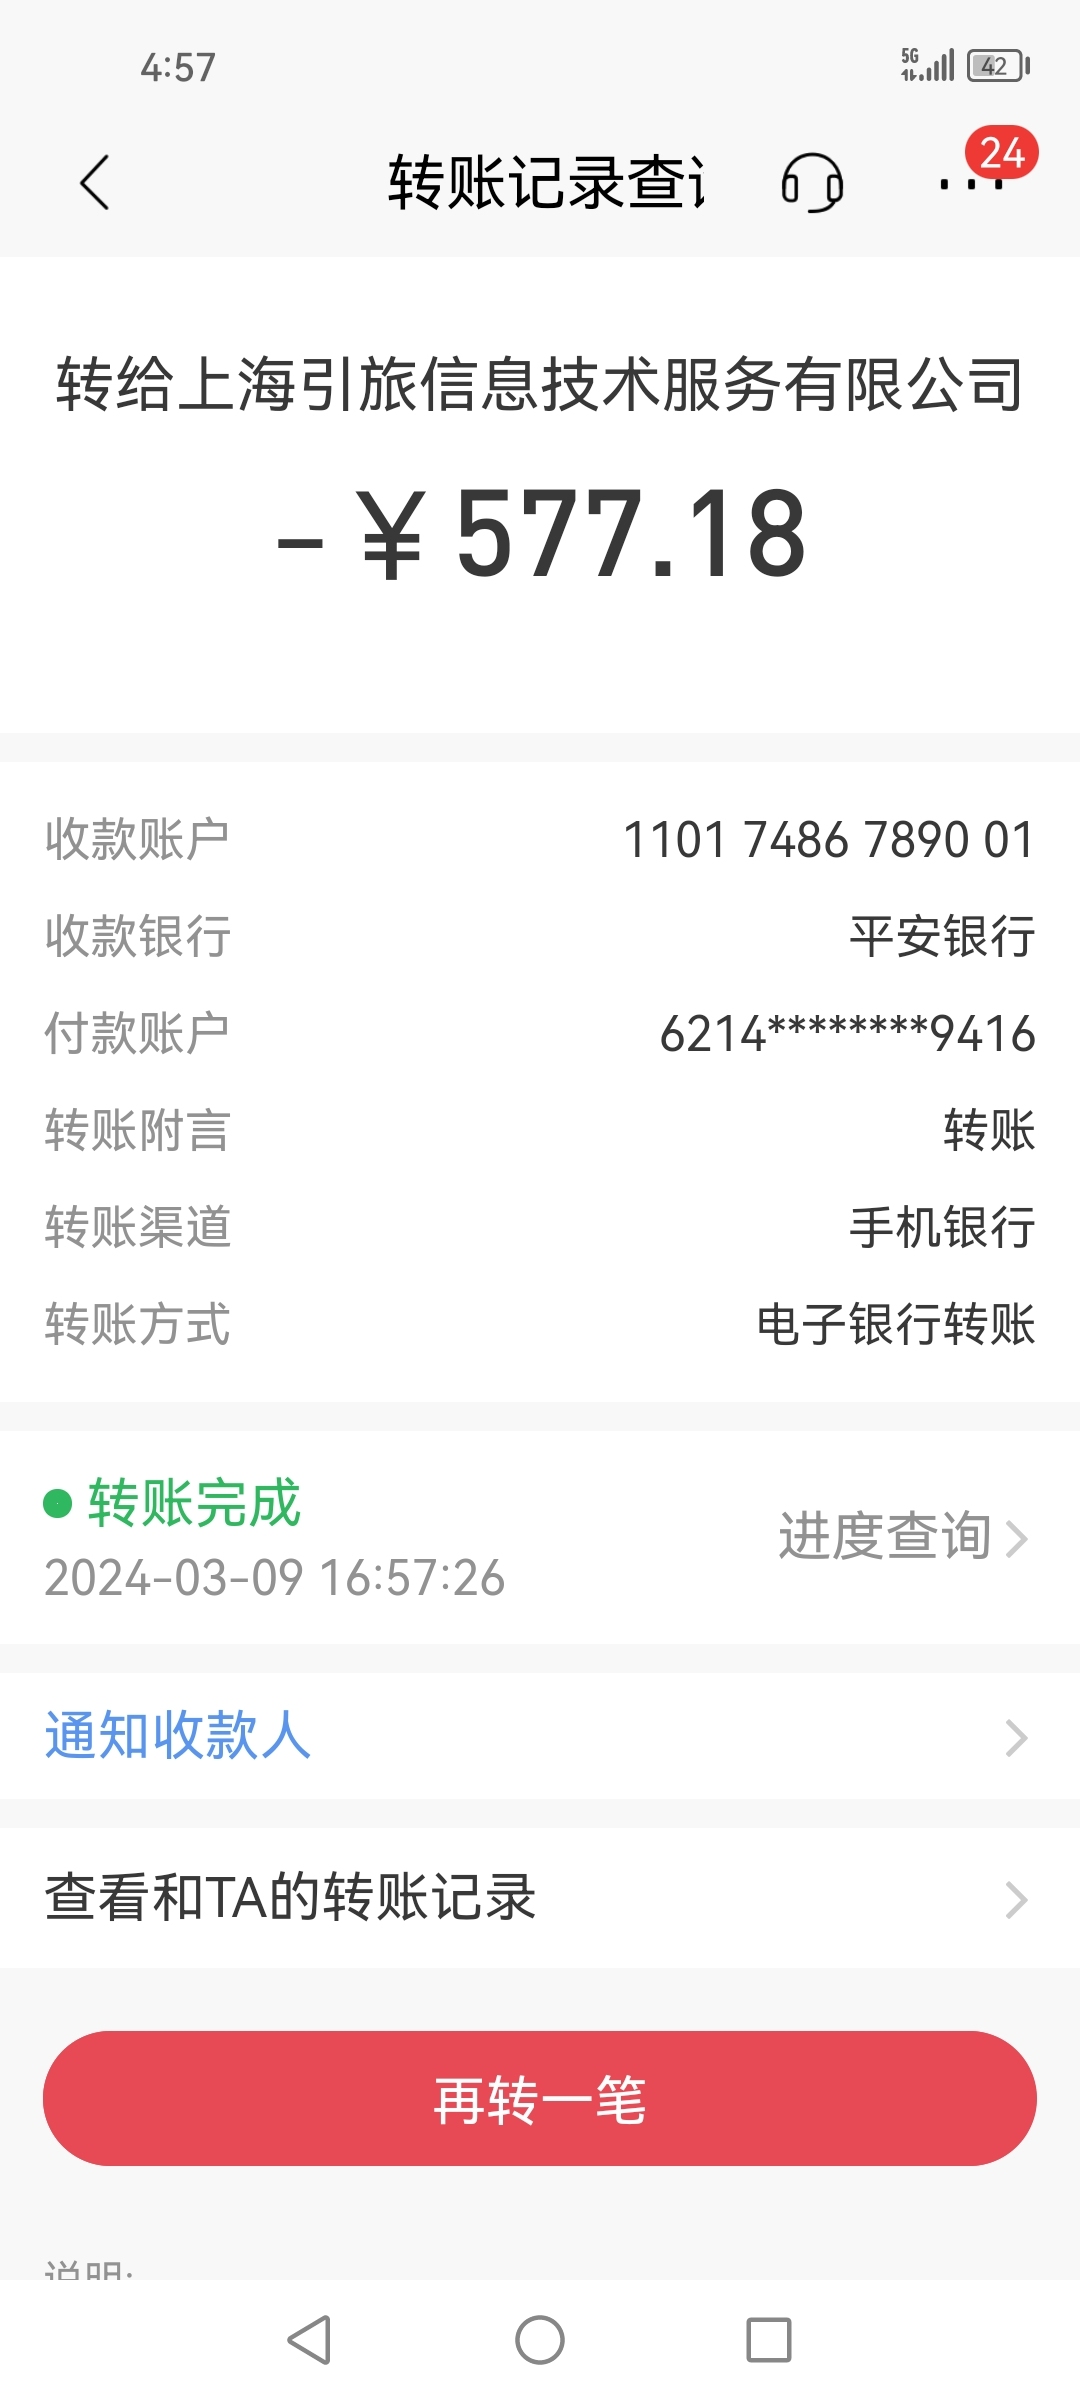 4:57
5G
42
转账记录查
24
转给上海引旅信息技术服务有限公司
-￥577.18
收款账户 1101 7486 7890 01
收款银行 平安银行
付款账户 6214********9416
转账附言 转账
转账渠道 手机银行
转账方式 电子银行转账
转账完成
进度查询
2024-03-09 16:57:26
通知收款人
查看和TA的转账记录
再转一笔
说明: